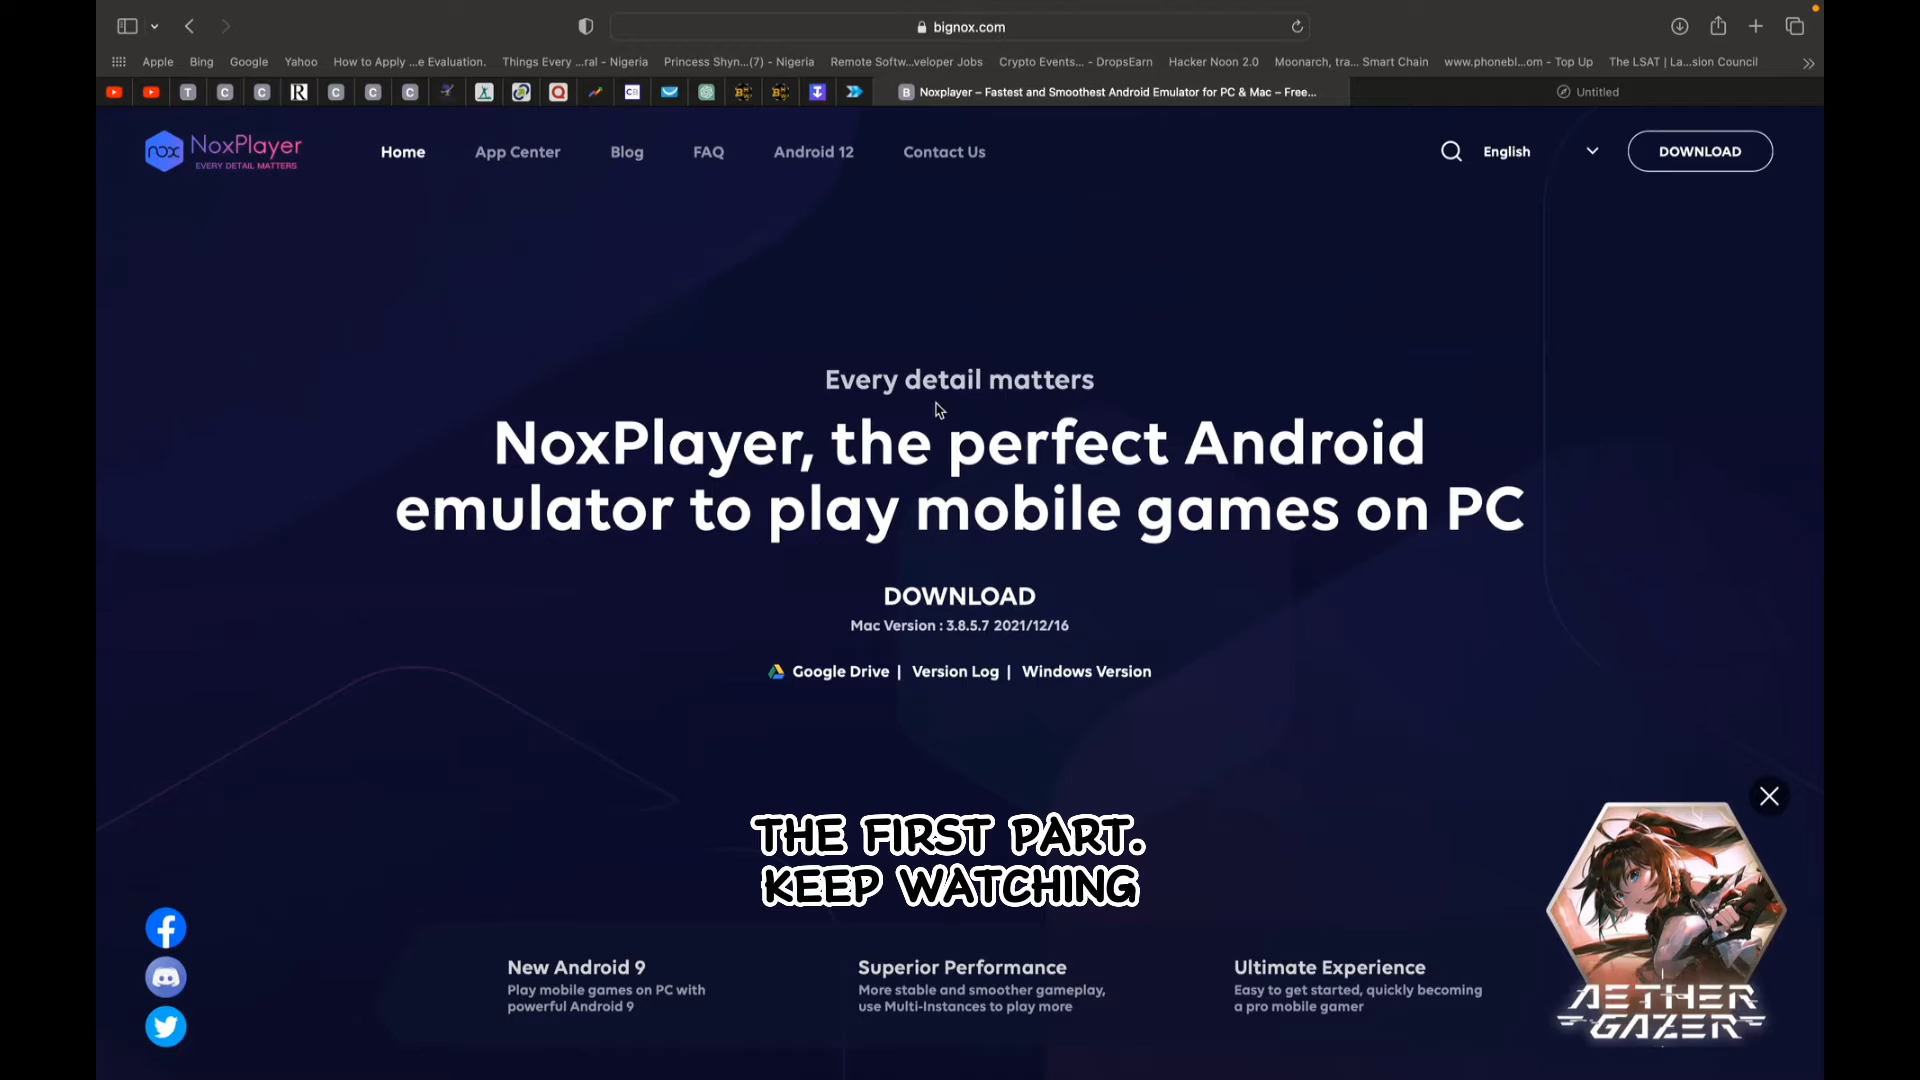 bignox.com
Apple Bing Google Yahoo How to Apply ...e Evaluation. Things Every ...ral - Nigeria Princess Shyn...(7) - Nigeria Remote Softw...veloper Jobs Crypto Events... - DropsEarn Hacker Noon 2.0 Moonarch, tra... Smart Chain www.phonebl...om - Top Up The LSAT | La...sion Council
T C C R C C C CB B Noxplayer – Fastest and Smoothest Android Emulator for PC & Mac – Free... Untitled
nox NoxPlayer
EVERY DETAIL MATTERS
Home App Center Blog FAQ Android 12 Contact Us English DOWNLOAD
Every detail matters
NoxPlayer, the perfect Android
emulator to play mobile games on PC
DOWNLOAD
Mac Version : 3.8.5.7 2021/12/16
Google Drive | Version Log | Windows Version
THE FIRST PART.
KEEP WATCHING
New Android 9
Play mobile games on PC with
powerful Android 9
Superior Performance
More stable and smoother gameplay,
use Multi-Instances to play more
Ultimate Experience
Easy to get started, quickly becoming
a pro mobile gamer
AETHER
GAZER